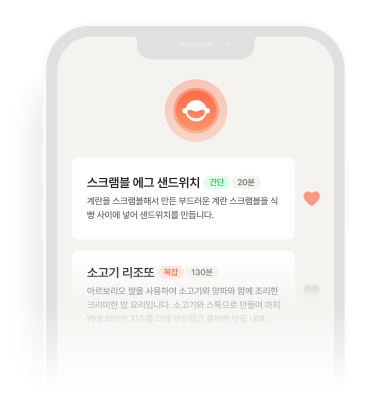 스크램블 에그 샌드위치 간단 20분
계란을 스크램블해서 만든 부드러운 계란 스크램블을 식
빵 사이에 넣어 샌드위치를 만듭니다.
소고기 리조또 복잡 130분
아르보리오 쌀을 사용하여 소고기와 양파와 함께 조리한
크리미한 밥 요리입니다. 소고기와 스톡으로 만들며 마지
막에 파마산 치즈를 더해 부드럽고 풍부한 맛을 내며...